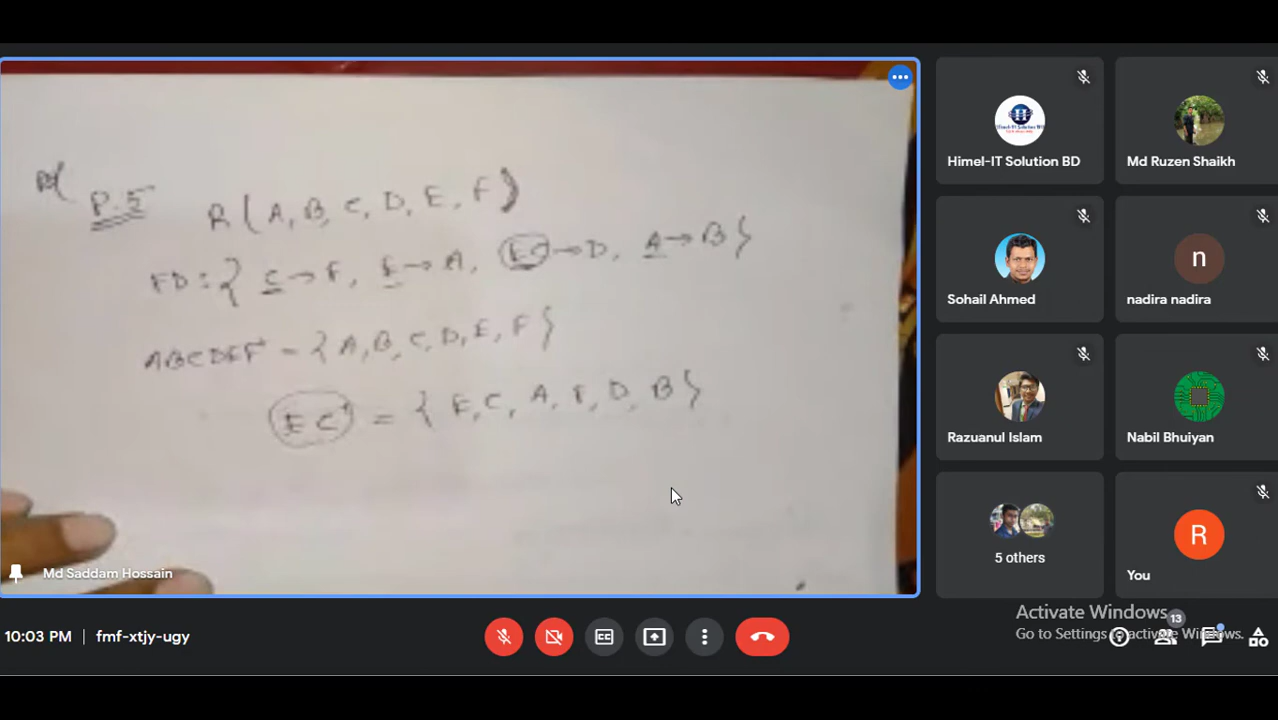 P.5 R(A, B, C, D, E, F)
FD = { C→F, E→A, EC→D, A→B}
ABCDEF⁺ = {A, B, C, D, E, F}
EC⁺ = { E, C, A, F, D, B}
Md Saddam Hossain
Himel-IT Solution BD
Md Ruzen Shaikh
Sohail Ahmed
n
nadira nadira
Razuanul Islam
Nabil Bhuiyan
5 others
R
You
Activate Windows
Go to Settings to activate Windows.
10:03 PM | fmf-xtjy-ugy
13